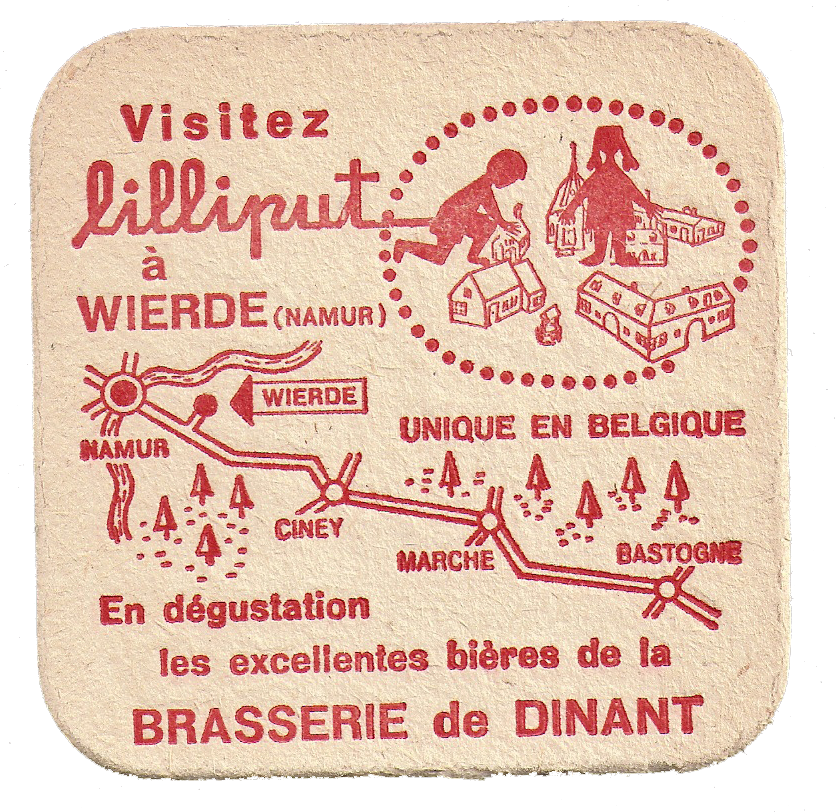 Visitez
lilliput
à
WIERDE (NAMUR)
WIERDE
NAMUR
UNIQUE EN BELGIQUE
CINEY
MARCHE
BASTOGNE
En dégustation
les excellentes bières de la
BRASSERIE de DINANT